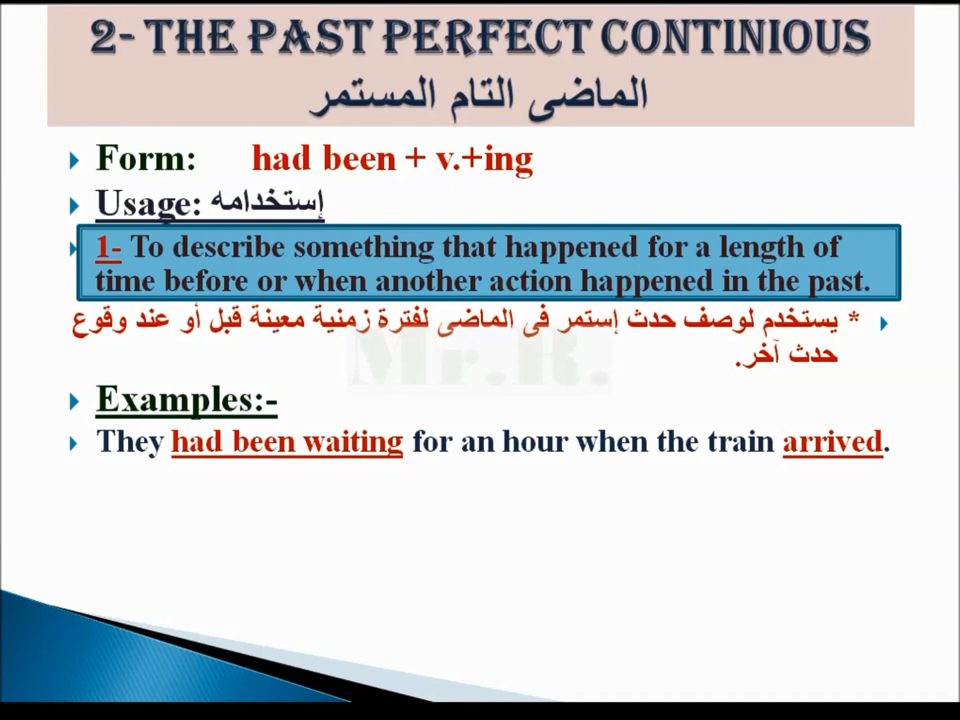 2- THE PAST PERFECT CONTINIOUS
الماضى التام المستمر
Form: had been + v.+ing
Usage: إستخدامه
1- To describe something that happened for a length of
time before or when another action happened in the past.
* يستخدم لوصف حدث إستمر فى الماضى لفترة زمنية معينة قبل أو عند وقوع
حدث آخر.
Mr.R.
Examples:-
They had been waiting for an hour when the train arrived.